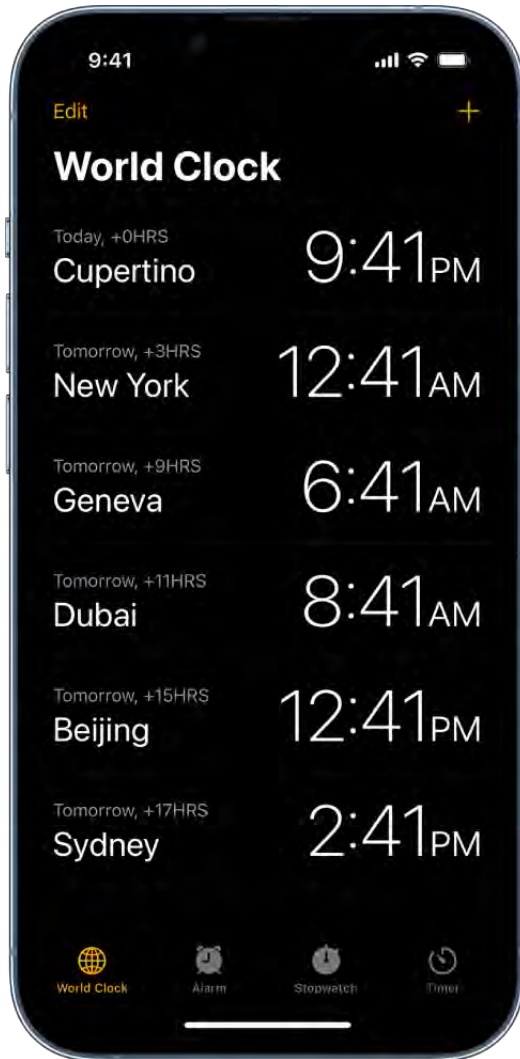 9:41
Edit
World Clock
Today, +0HRS
Cupertino
9:41PM
Tomorrow, +3HRS
New York
12:41AM
Tomorrow, +9HRS
Geneva
6:41AM
Tomorrow, +11HRS
Dubai
8:41AM
Tomorrow, +15HRS
Beijing
12:41PM
Tomorrow, +17HRS
Sydney
2:41PM
World Clock Alarm Stopwatch Timer